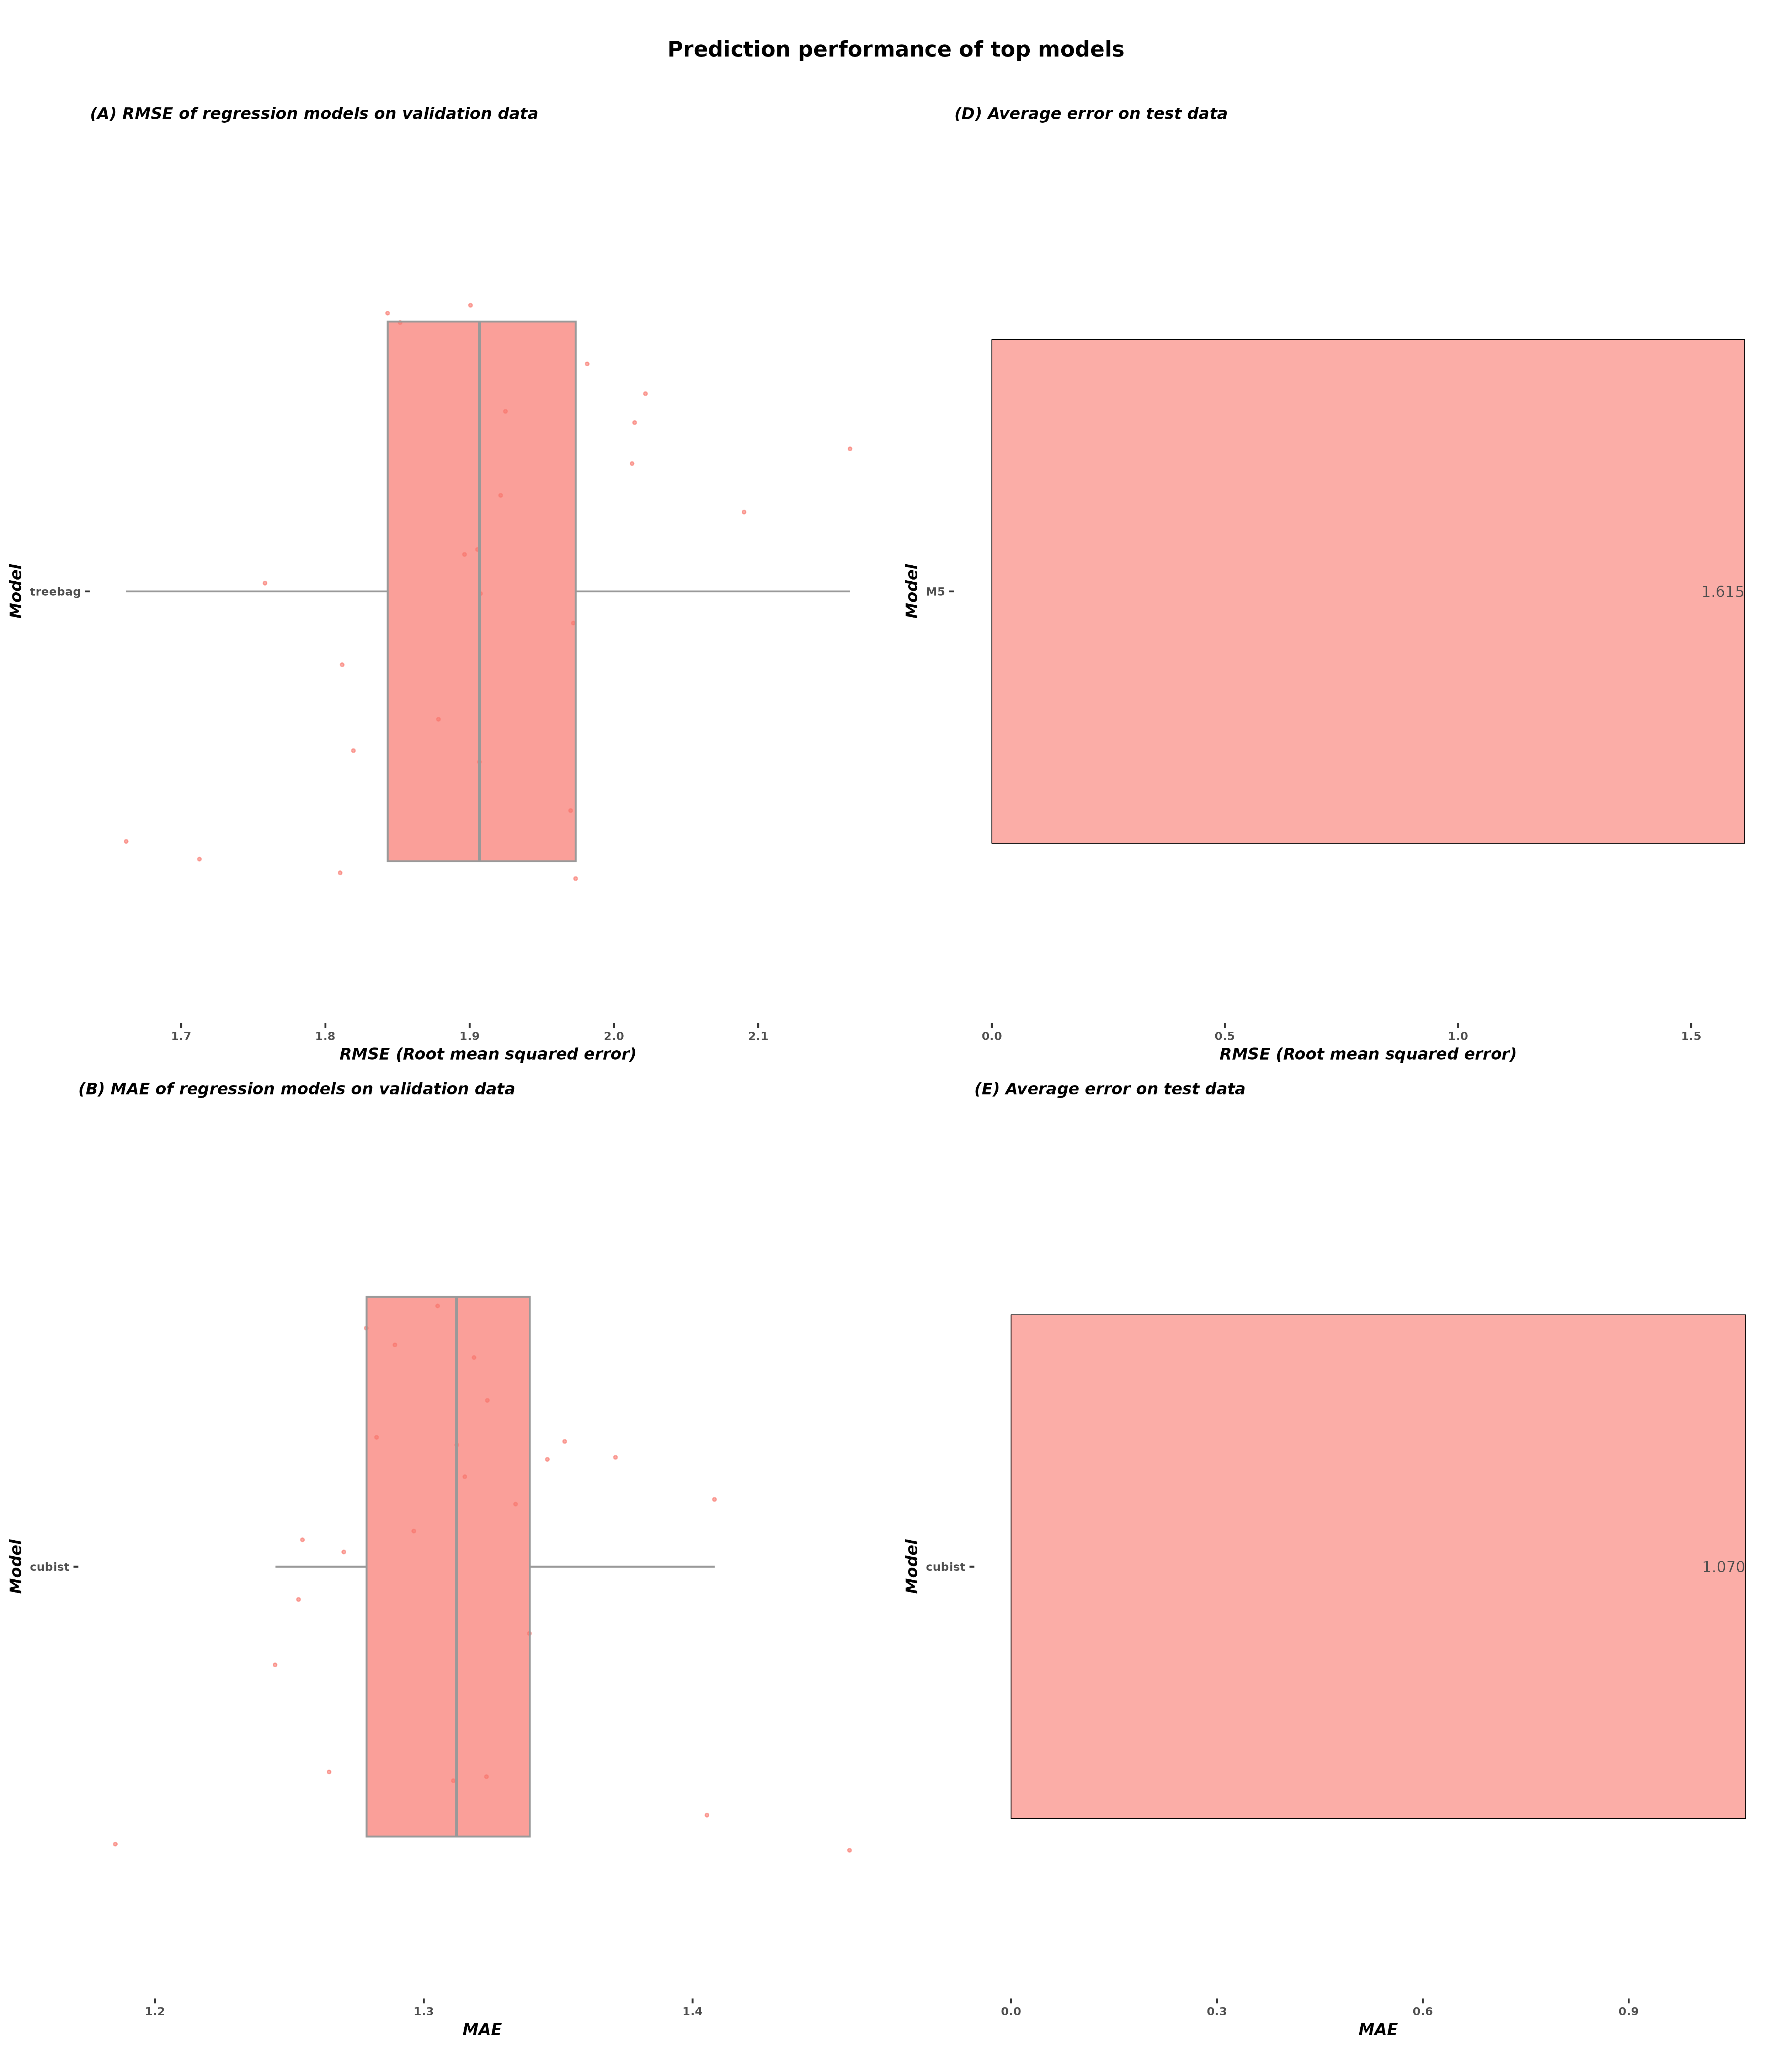 Prediction performance of top models
(A) RMSE of regression models on validation data
Model
treebag
1.7 1.8 1.9 2.0 2.1
RMSE (Root mean squared error)
(D) Average error on test data
Model
M5
1.615
0.0 0.5 1.0 1.5
RMSE (Root mean squared error)
(B) MAE of regression models on validation data
Model
cubist
1.2 1.3 1.4
MAE
(E) Average error on test data
Model
cubist
1.070
0.0 0.3 0.6 0.9
MAE